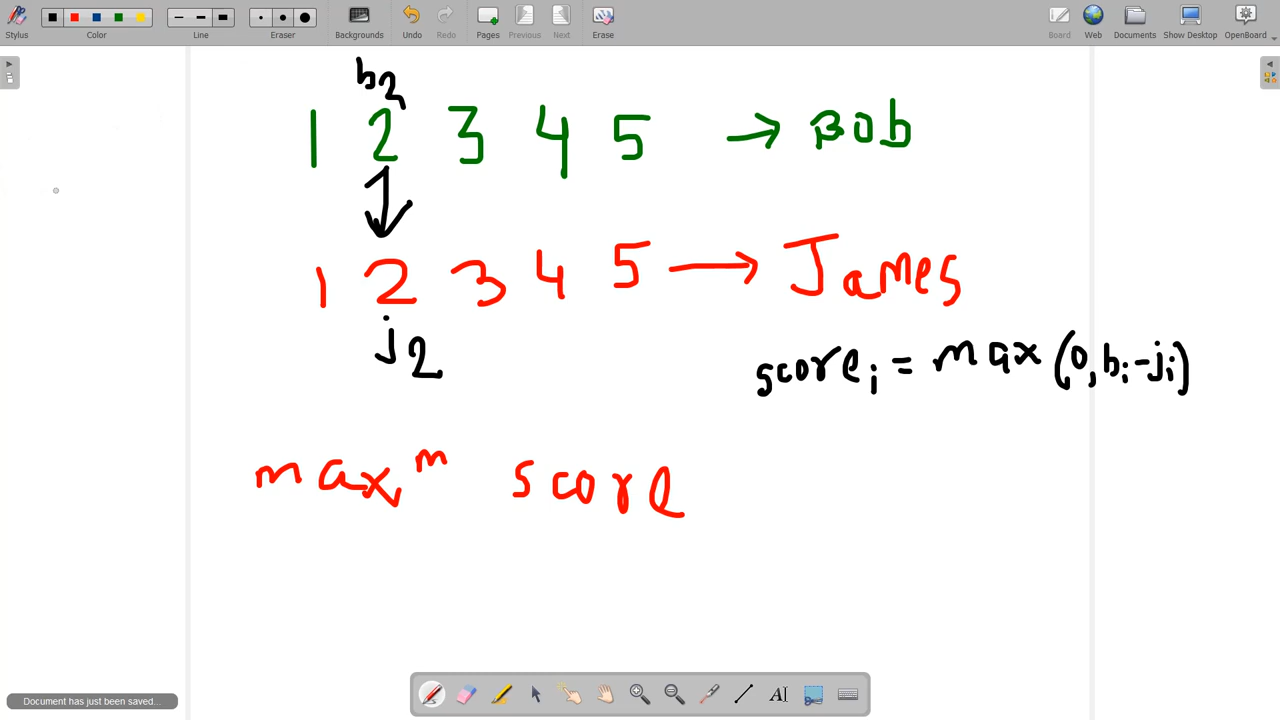 Stylus Color Line Eraser Backgrounds Undo Redo Pages Previous Next Erase Board Web Documents Show Desktop OpenBoard
b2
1 2 3 4 5 → Bob
1 2 3 4 5 → James
j2
score i = max (0, bi - ji)
max m score
Document has just been saved...